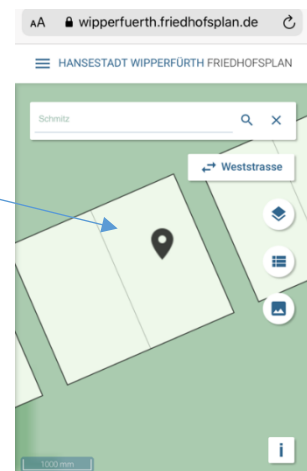 AA wipperfuerth.friedhofsplan.de
HANSESTADT WIPPERFÜRTH FRIEDHOFSPLAN
Schmitz
Weststrasse
i
1000 mm